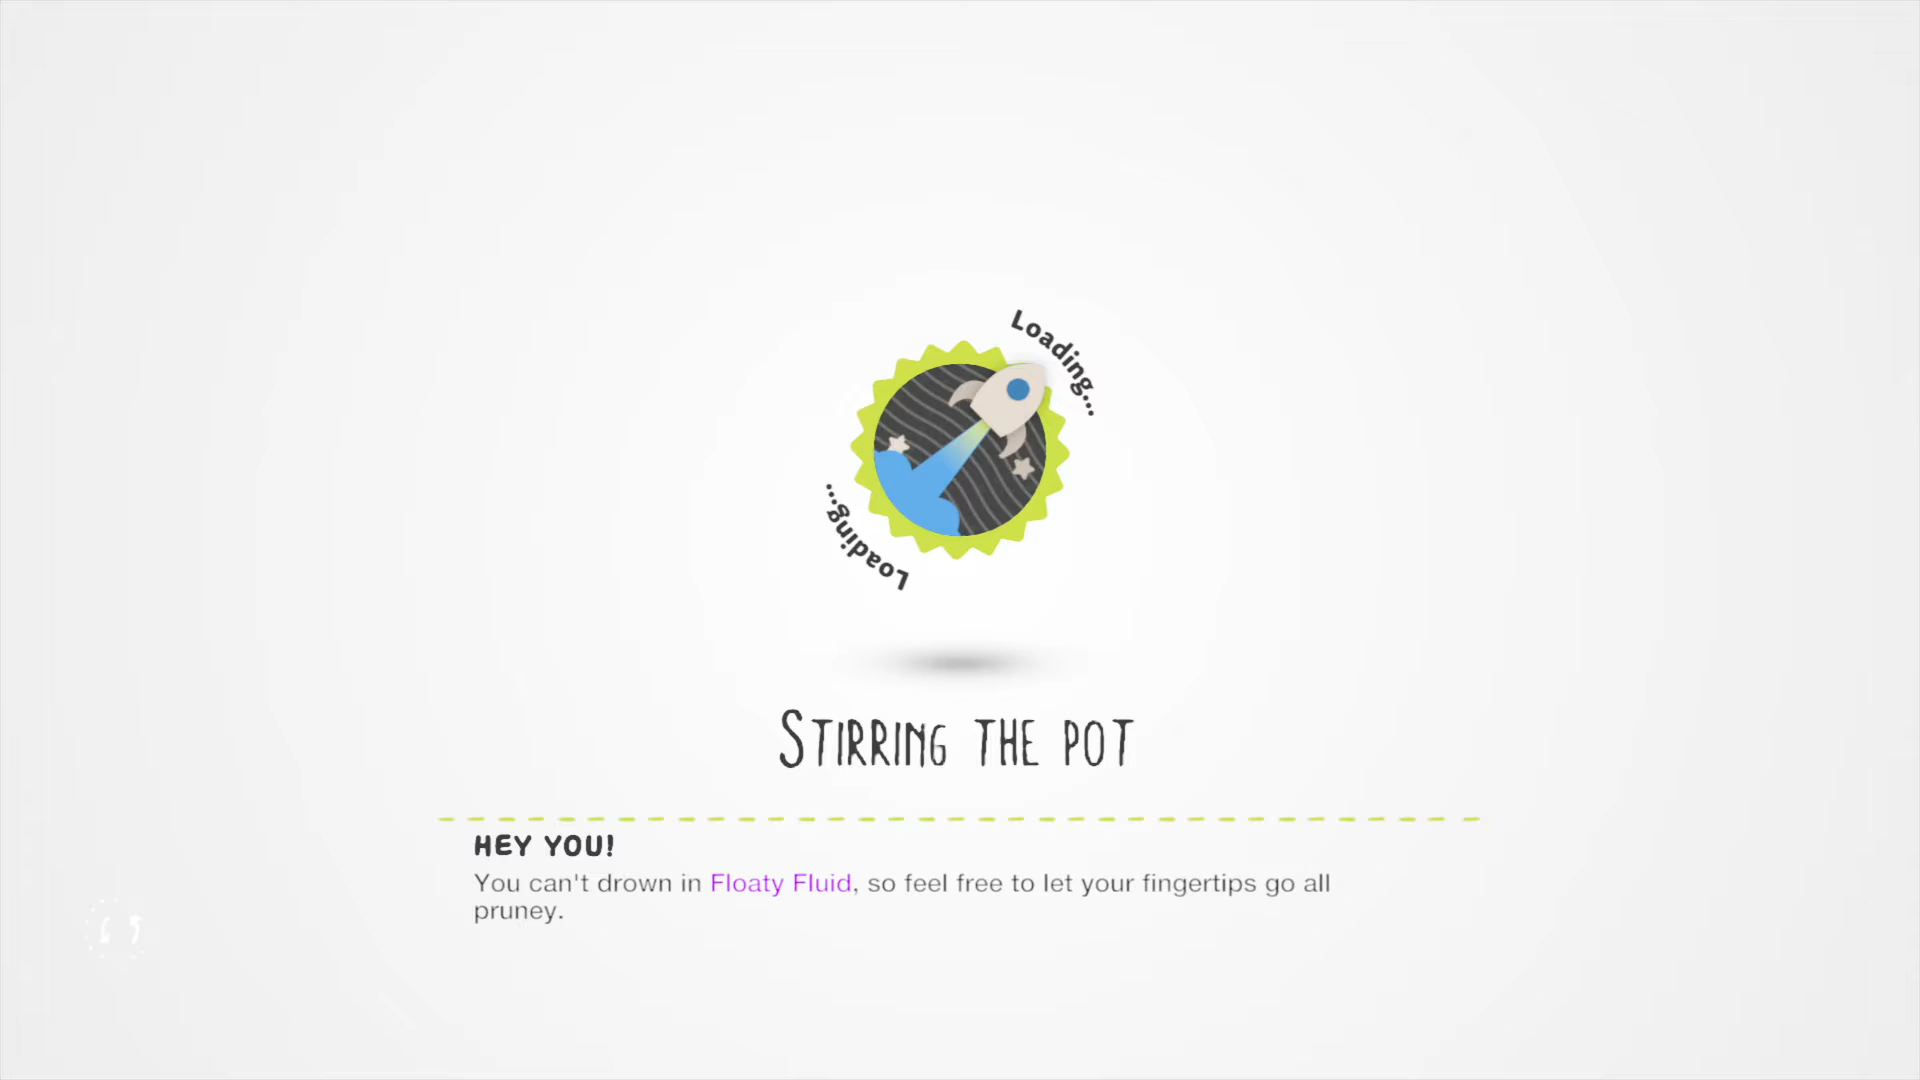 Loading...
Loading...
STIRRING THE POT
HEY YOU!
You can't drown in Floaty Fluid, so feel free to let your fingertips go all
pruney.